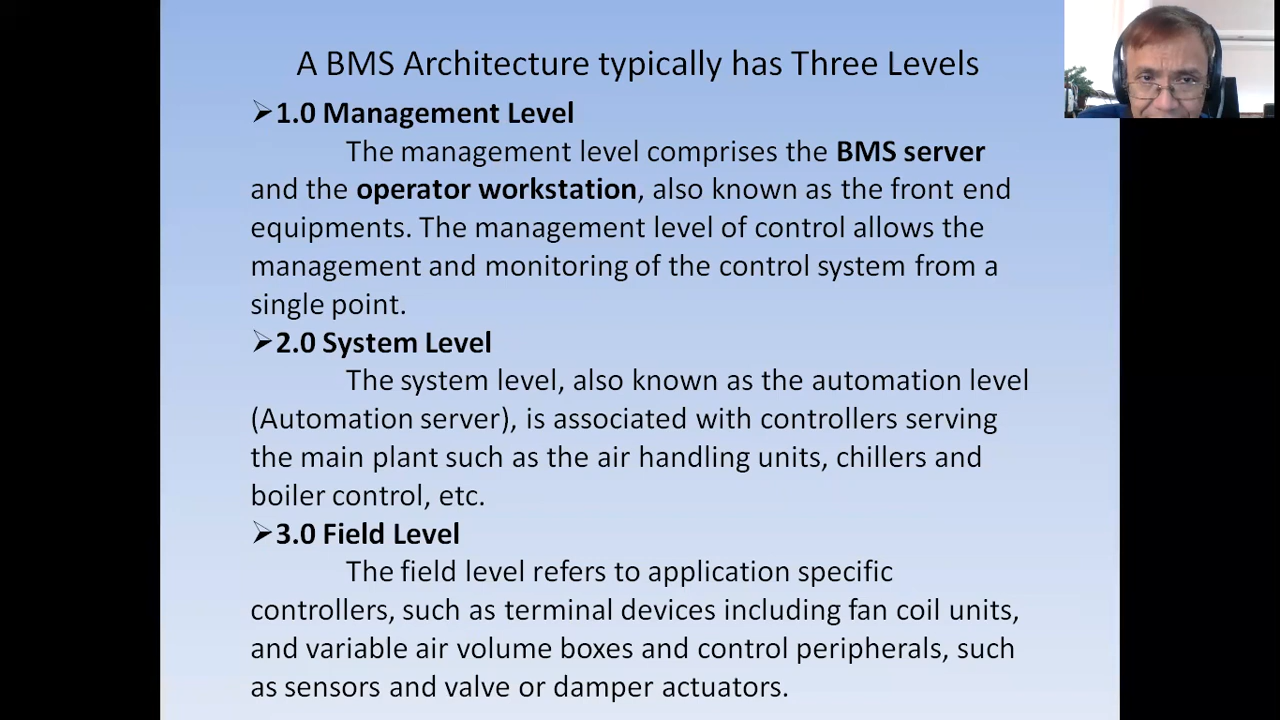 A BMS Architecture typically has Three Levels
➢1.0 Management Level
The management level comprises the BMS server
and the operator workstation, also known as the front end
equipments. The management level of control allows the
management and monitoring of the control system from a
single point.
➢2.0 System Level
The system level, also known as the automation level
(Automation server), is associated with controllers serving
the main plant such as the air handling units, chillers and
boiler control, etc.
➢3.0 Field Level
The field level refers to application specific
controllers, such as terminal devices including fan coil units,
and variable air volume boxes and control peripherals, such
as sensors and valve or damper actuators.